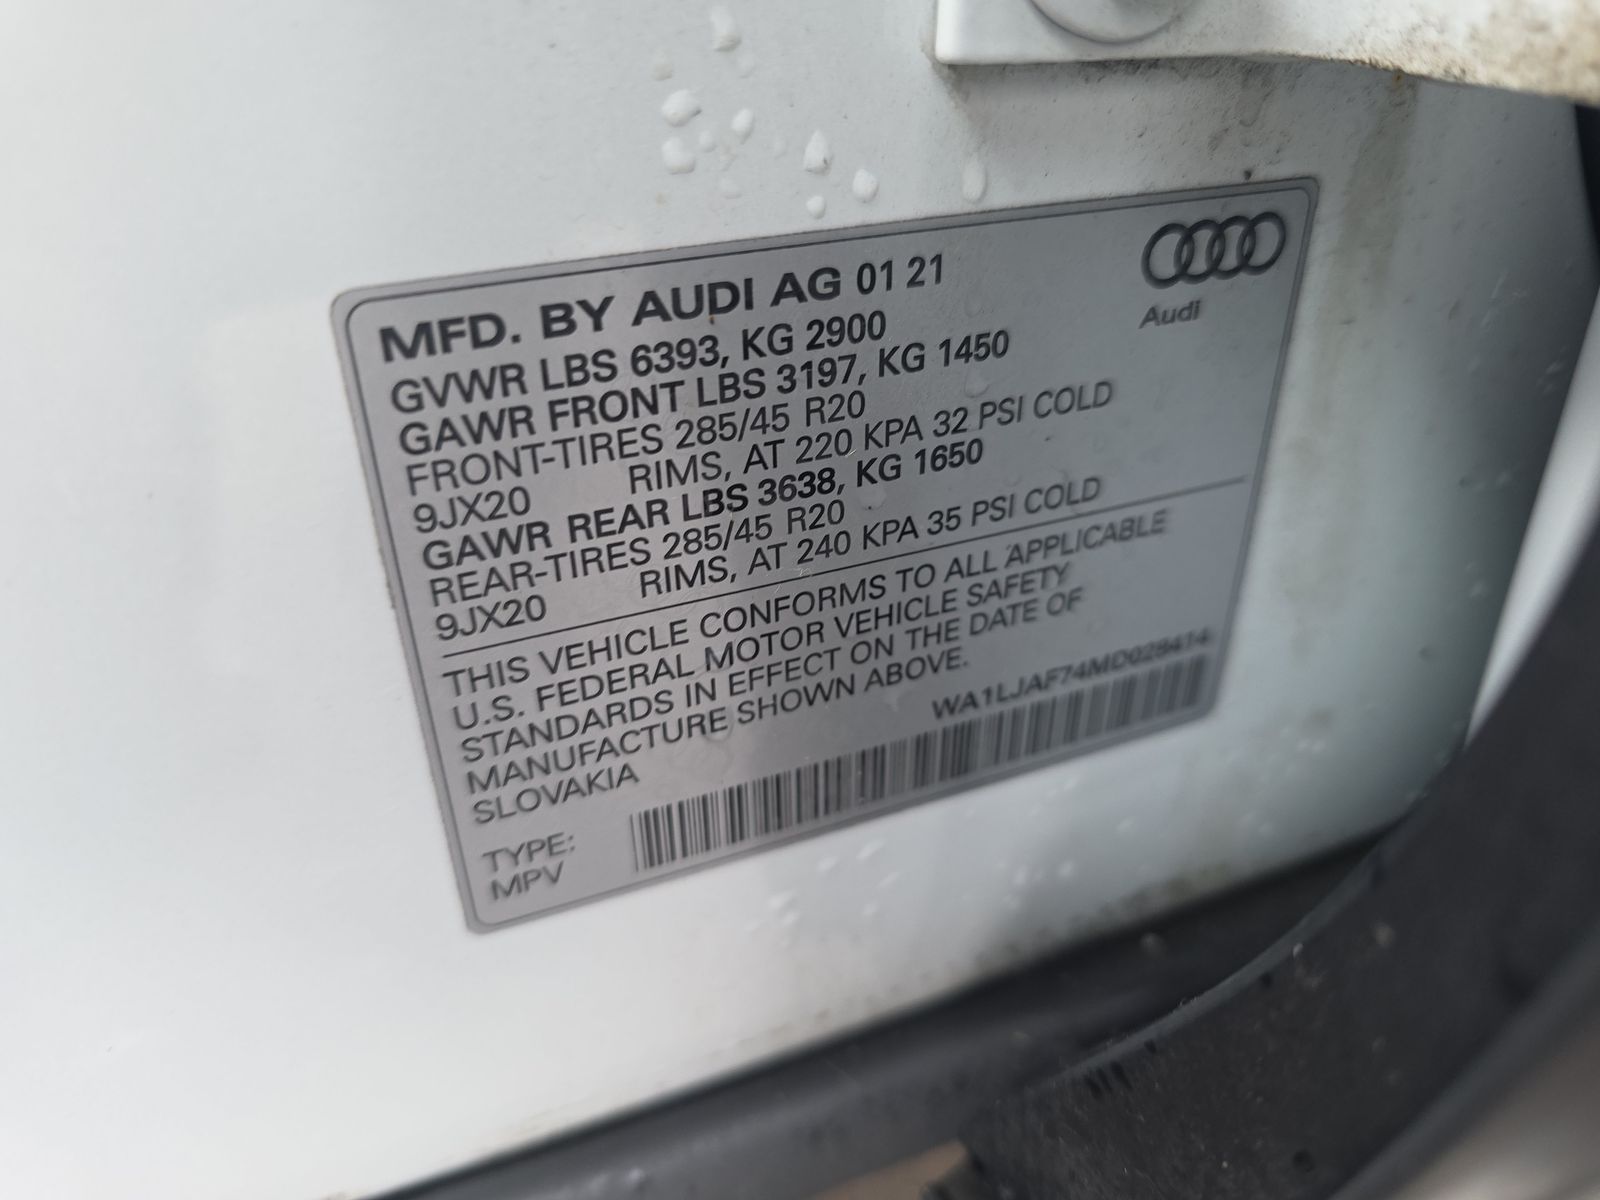 MFD. BY AUDI AG 01 21
Audi
GVWR LBS 6393, KG 2900
GAWR FRONT LBS 3197, KG 1450
FRONT-TIRES 285/45 R20
9JX20 RIMS, AT 220 KPA 32 PSI COLD
GAWR REAR LBS 3638, KG 1650
REAR-TIRES 285/45 R20
9JX20 RIMS, AT 240 KPA 35 PSI COLD
THIS VEHICLE CONFORMS TO ALL APPLICABLE
U.S. FEDERAL MOTOR VEHICLE SAFETY
STANDARDS IN EFFECT ON THE DATE OF
MANUFACTURE SHOWN ABOVE.
SLOVAKIA
WA1LJAF74MD028414
TYPE:
MPV